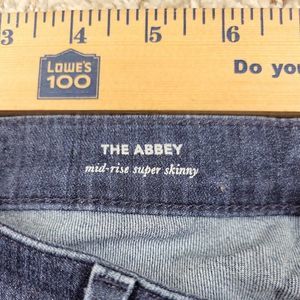 3 4 5 6
LOWE'S
100
Do you
THE ABBEY
mid-rise super skinny